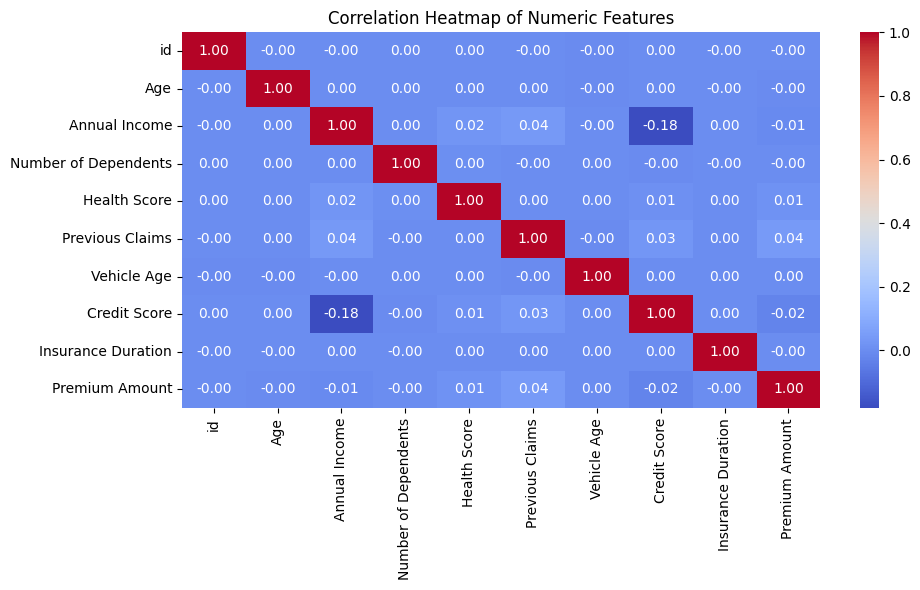 Correlation Heatmap of Numeric Features
id 1.00 -0.00 -0.00 0.00 0.00 -0.00 -0.00 0.00 -0.00 -0.00
Age -0.00 1.00 0.00 0.00 0.00 0.00 -0.00 0.00 -0.00 -0.00
Annual Income -0.00 0.00 1.00 0.00 0.02 0.04 -0.00 -0.18 0.00 -0.01
Number of Dependents 0.00 0.00 0.00 1.00 0.00 -0.00 0.00 -0.00 -0.00 -0.00
Health Score 0.00 0.00 0.02 0.00 1.00 0.00 0.00 0.01 0.00 0.01
Previous Claims -0.00 0.00 0.04 -0.00 0.00 1.00 -0.00 0.03 0.00 0.04
Vehicle Age -0.00 -0.00 -0.00 0.00 0.00 -0.00 1.00 0.00 0.00 0.00
Credit Score 0.00 0.00 -0.18 -0.00 0.01 0.03 0.00 1.00 0.00 -0.02
Insurance Duration -0.00 -0.00 0.00 -0.00 0.00 0.00 0.00 0.00 1.00 -0.00
Premium Amount -0.00 -0.00 -0.01 -0.00 0.01 0.04 0.00 -0.02 -0.00 1.00
id
Age
Annual Income
Number of Dependents
Health Score
Previous Claims
Vehicle Age
Credit Score
Insurance Duration
Premium Amount
1.0
0.8
0.6
0.4
0.2
0.0